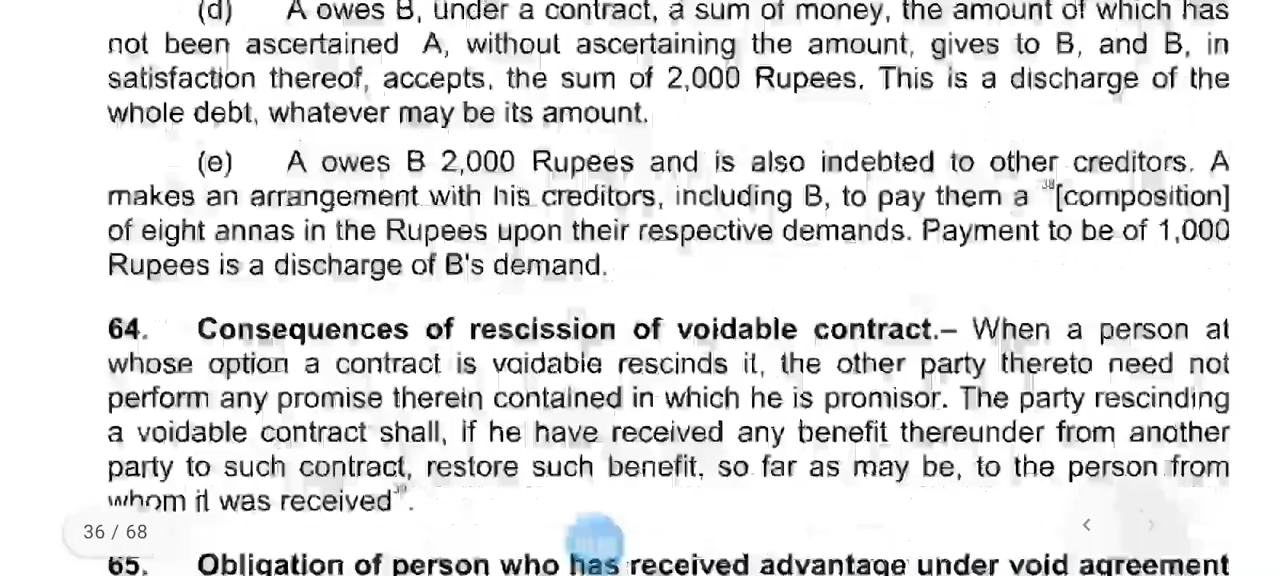 (d) A owes B, under a contract, a sum of money, the amount of which has
not been ascertained A, without ascertaining the amount, gives to B, and B, in
satisfaction thereof, accepts, the sum of 2,000 Rupees. This is a discharge of the
whole debt, whatever may be its amount.
(e) A owes B 2,000 Rupees and is also indebted to other creditors. A
makes an arrangement with his creditors, including B, to pay them a 38[composition]
of eight annas in the Rupees upon their respective demands. Payment to be of 1,000
Rupees is a discharge of B's demand.
64. Consequences of rescission of voidable contract.– When a person at
whose option a contract is voidable rescinds it, the other party thereto need not
perform any promise therein contained in which he is promisor. The party rescinding
a voidable contract shall, if he have received any benefit thereunder from another
party to such contract, restore such benefit, so far as may be, to the person from
whom it was received39.
36 / 68
65. Obligation of person who has received advantage under void agreement